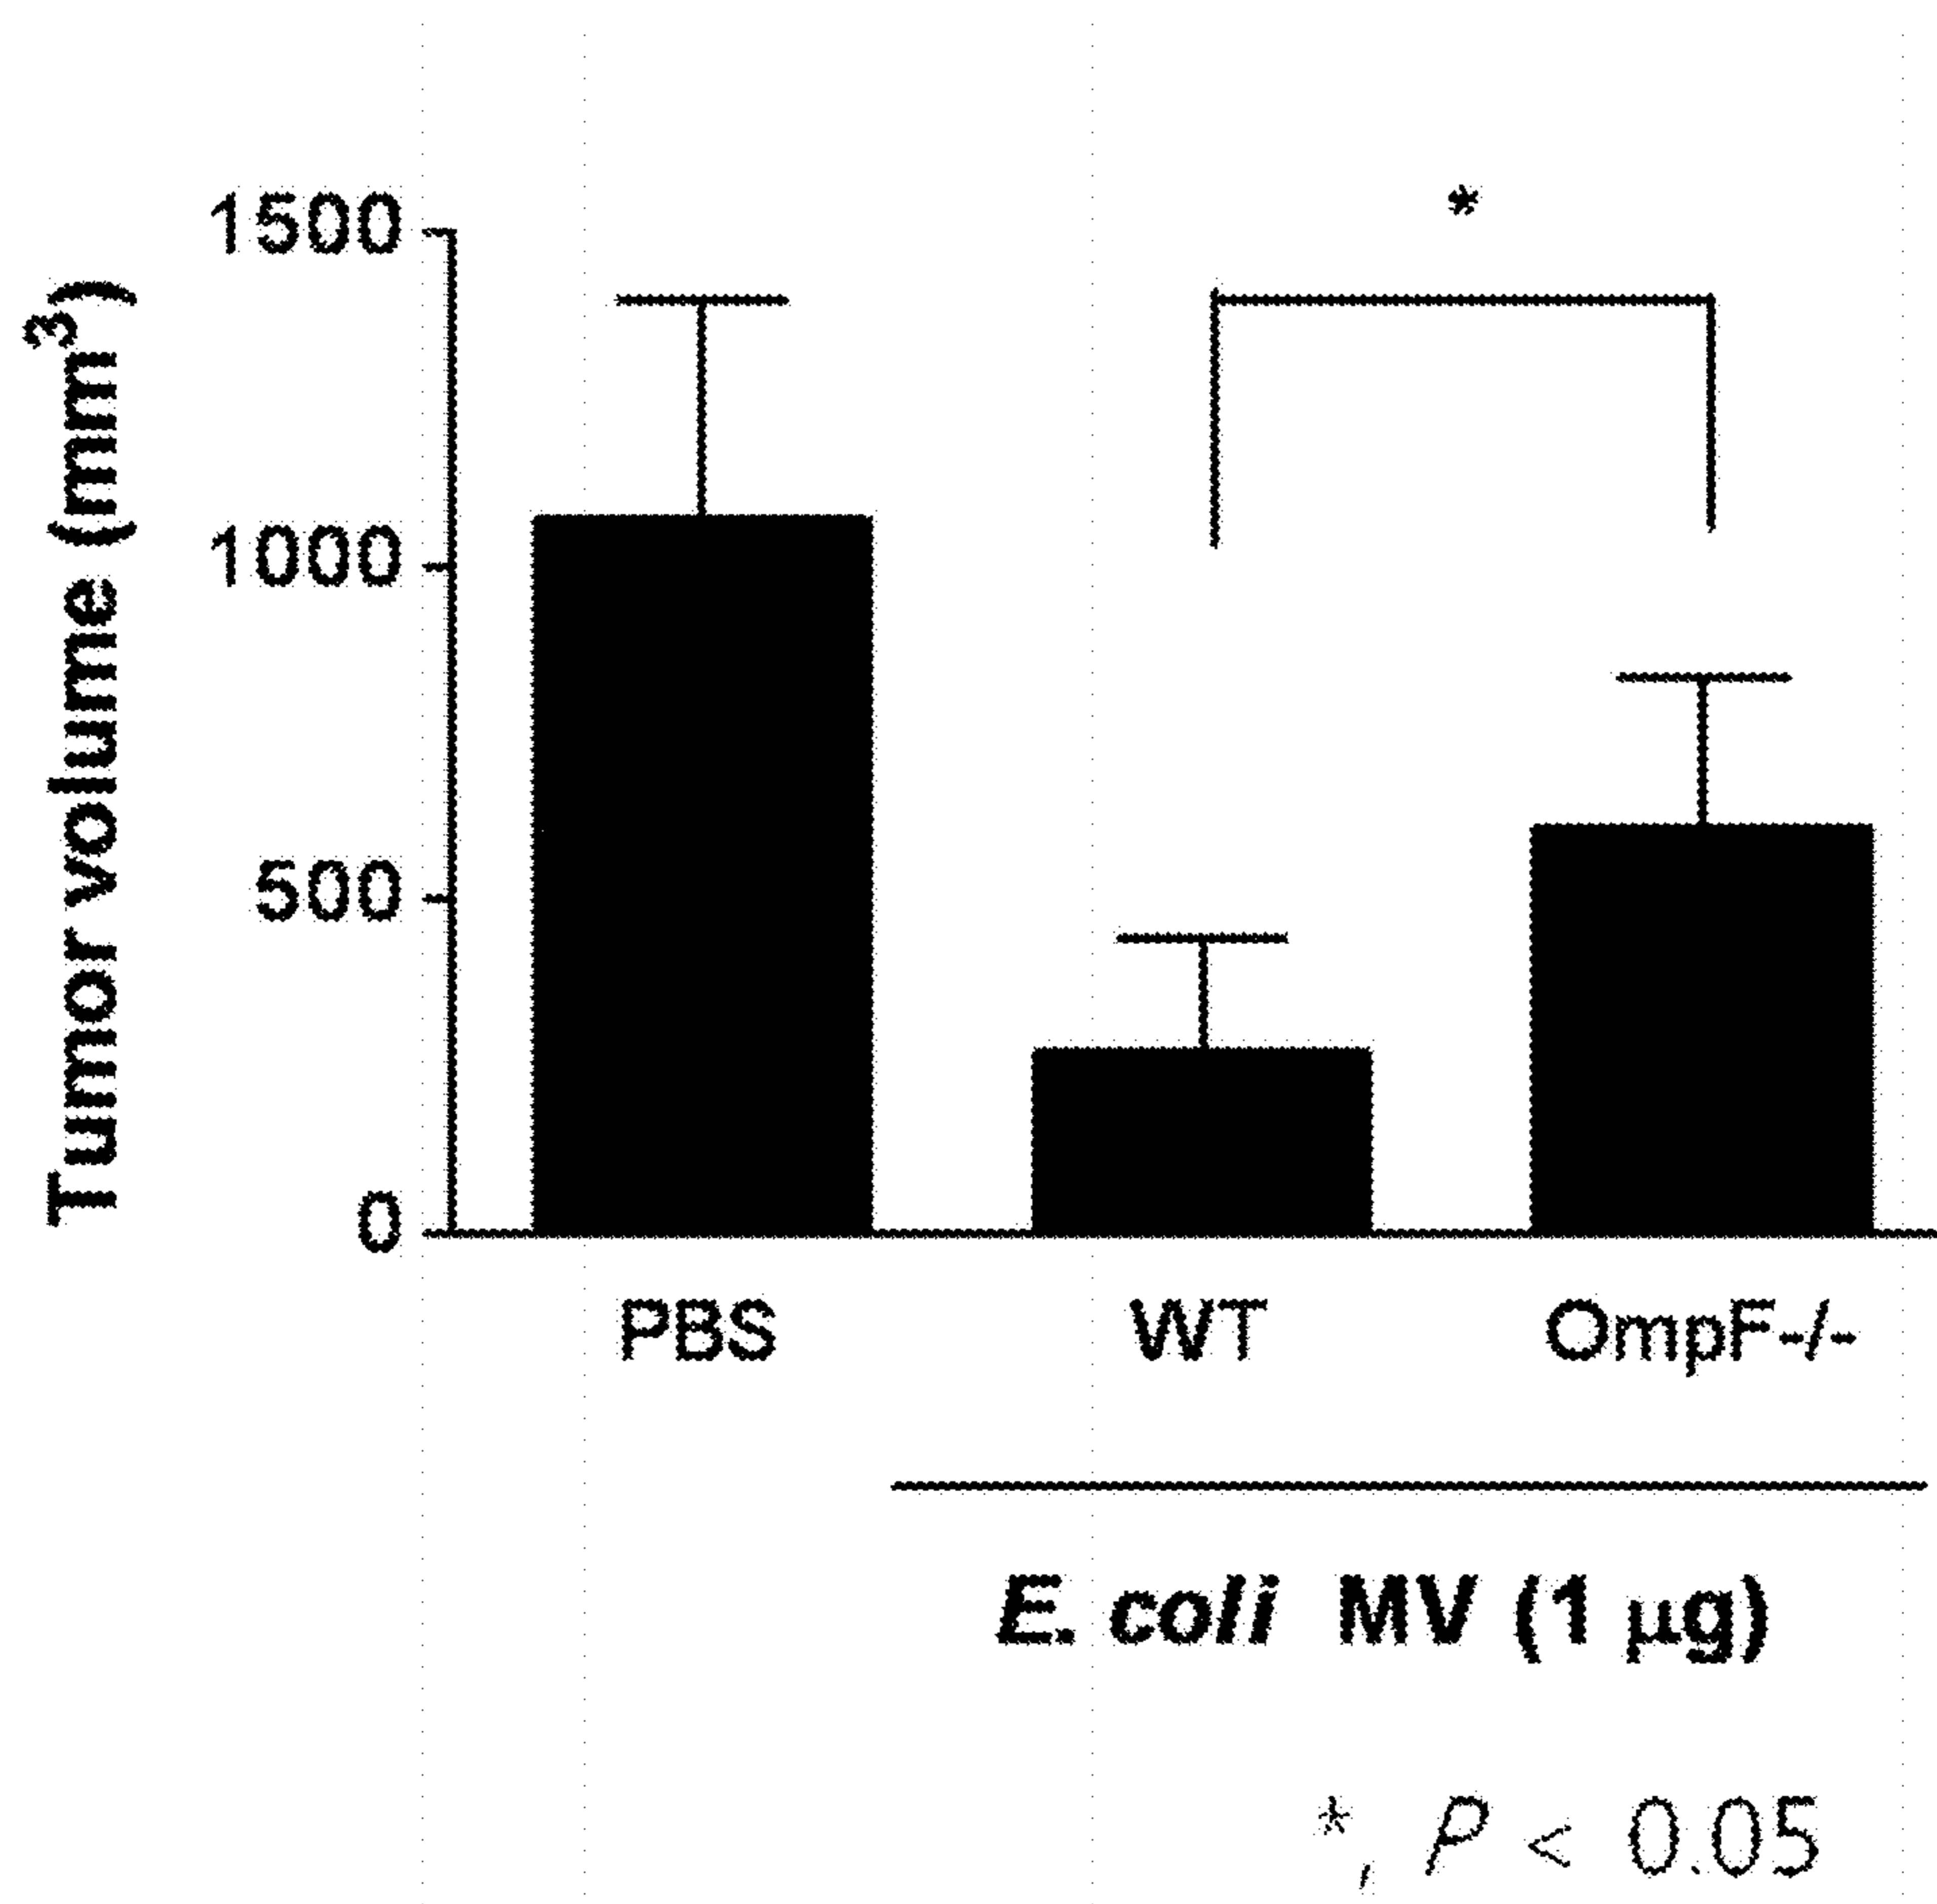 Tumor volume (mm³)
1500
*
1000
500
0
PBS WT OmpF-/-
E. coli MV (1 µg)
*, P < 0.05